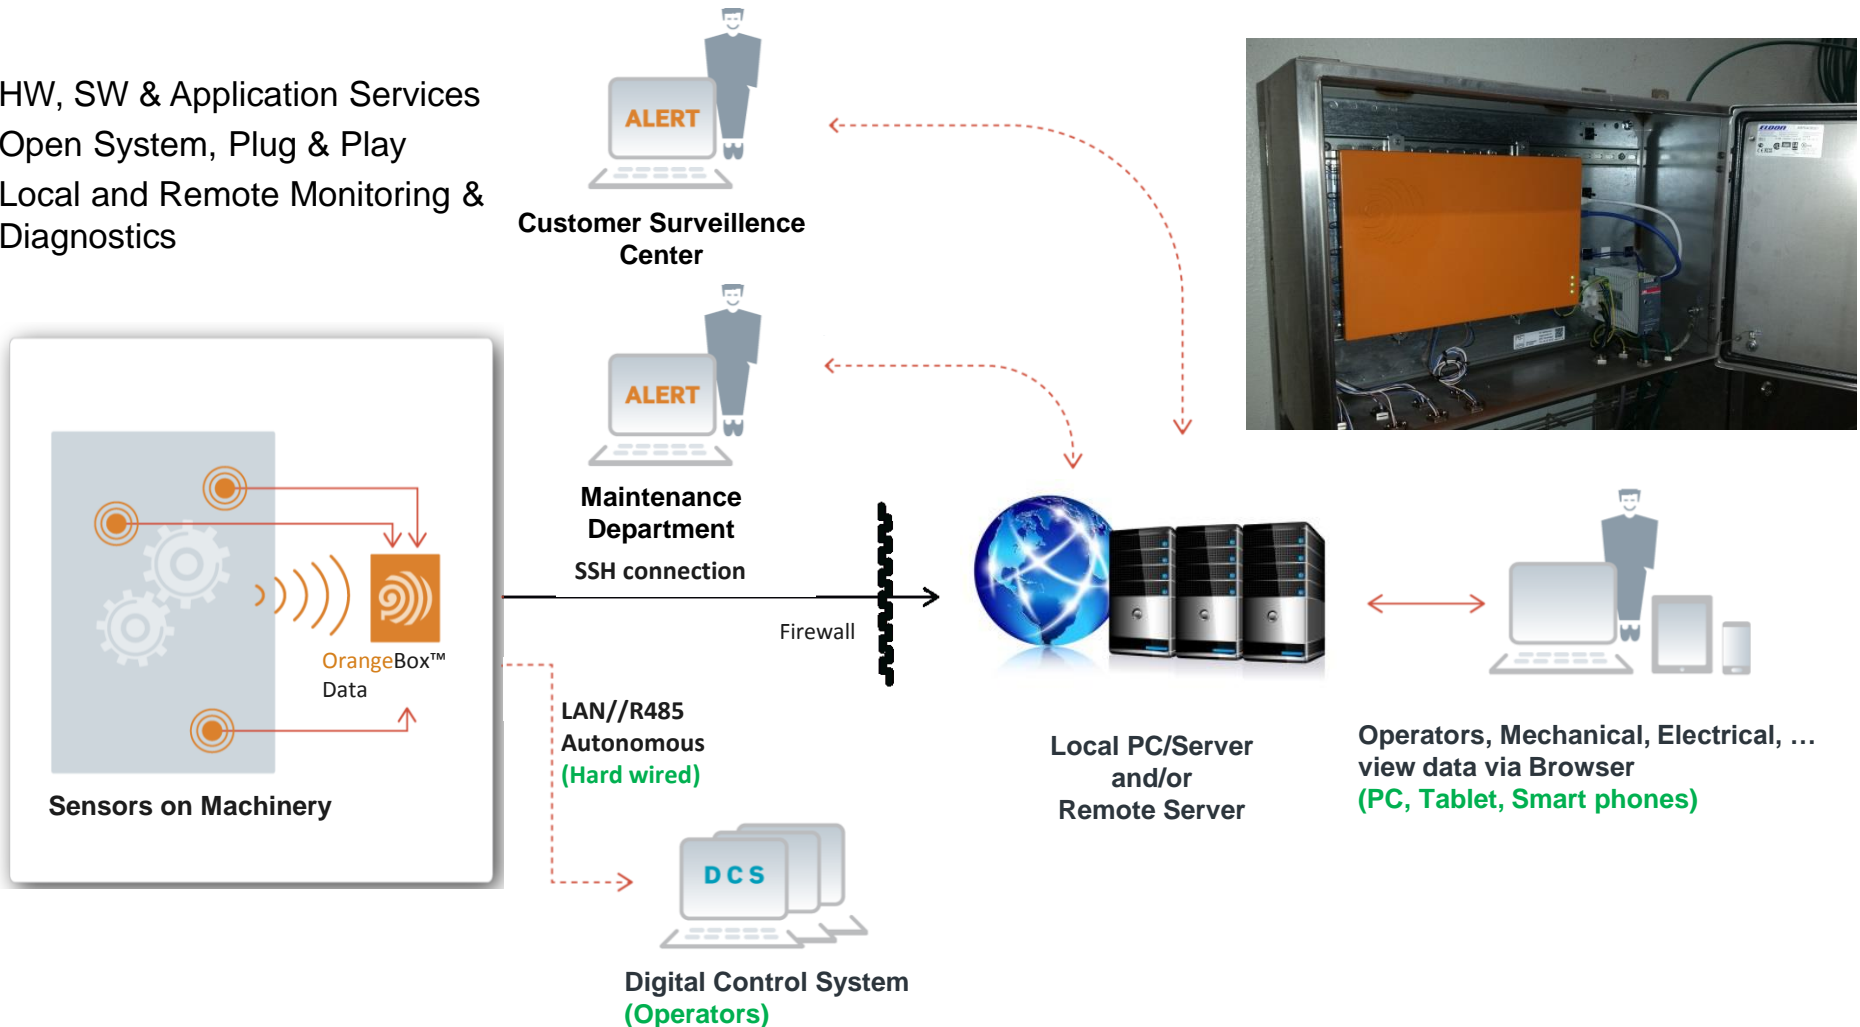 HW, SW & Application Services
Open System, Plug & Play
Local and Remote Monitoring &
Diagnostics
ALERT
Customer Surveillence
Center
ALERT
Maintenance
Department
SSH connection
Firewall
OrangeBox™
Data
Sensors on Machinery
LAN//R485
Autonomous
(Hard wired)
DCS
Digital Control System
(Operators)
Local PC/Server
and/or
Remote Server
Operators, Mechanical, Electrical, …
view data via Browser
(PC, Tablet, Smart phones)
ELDON